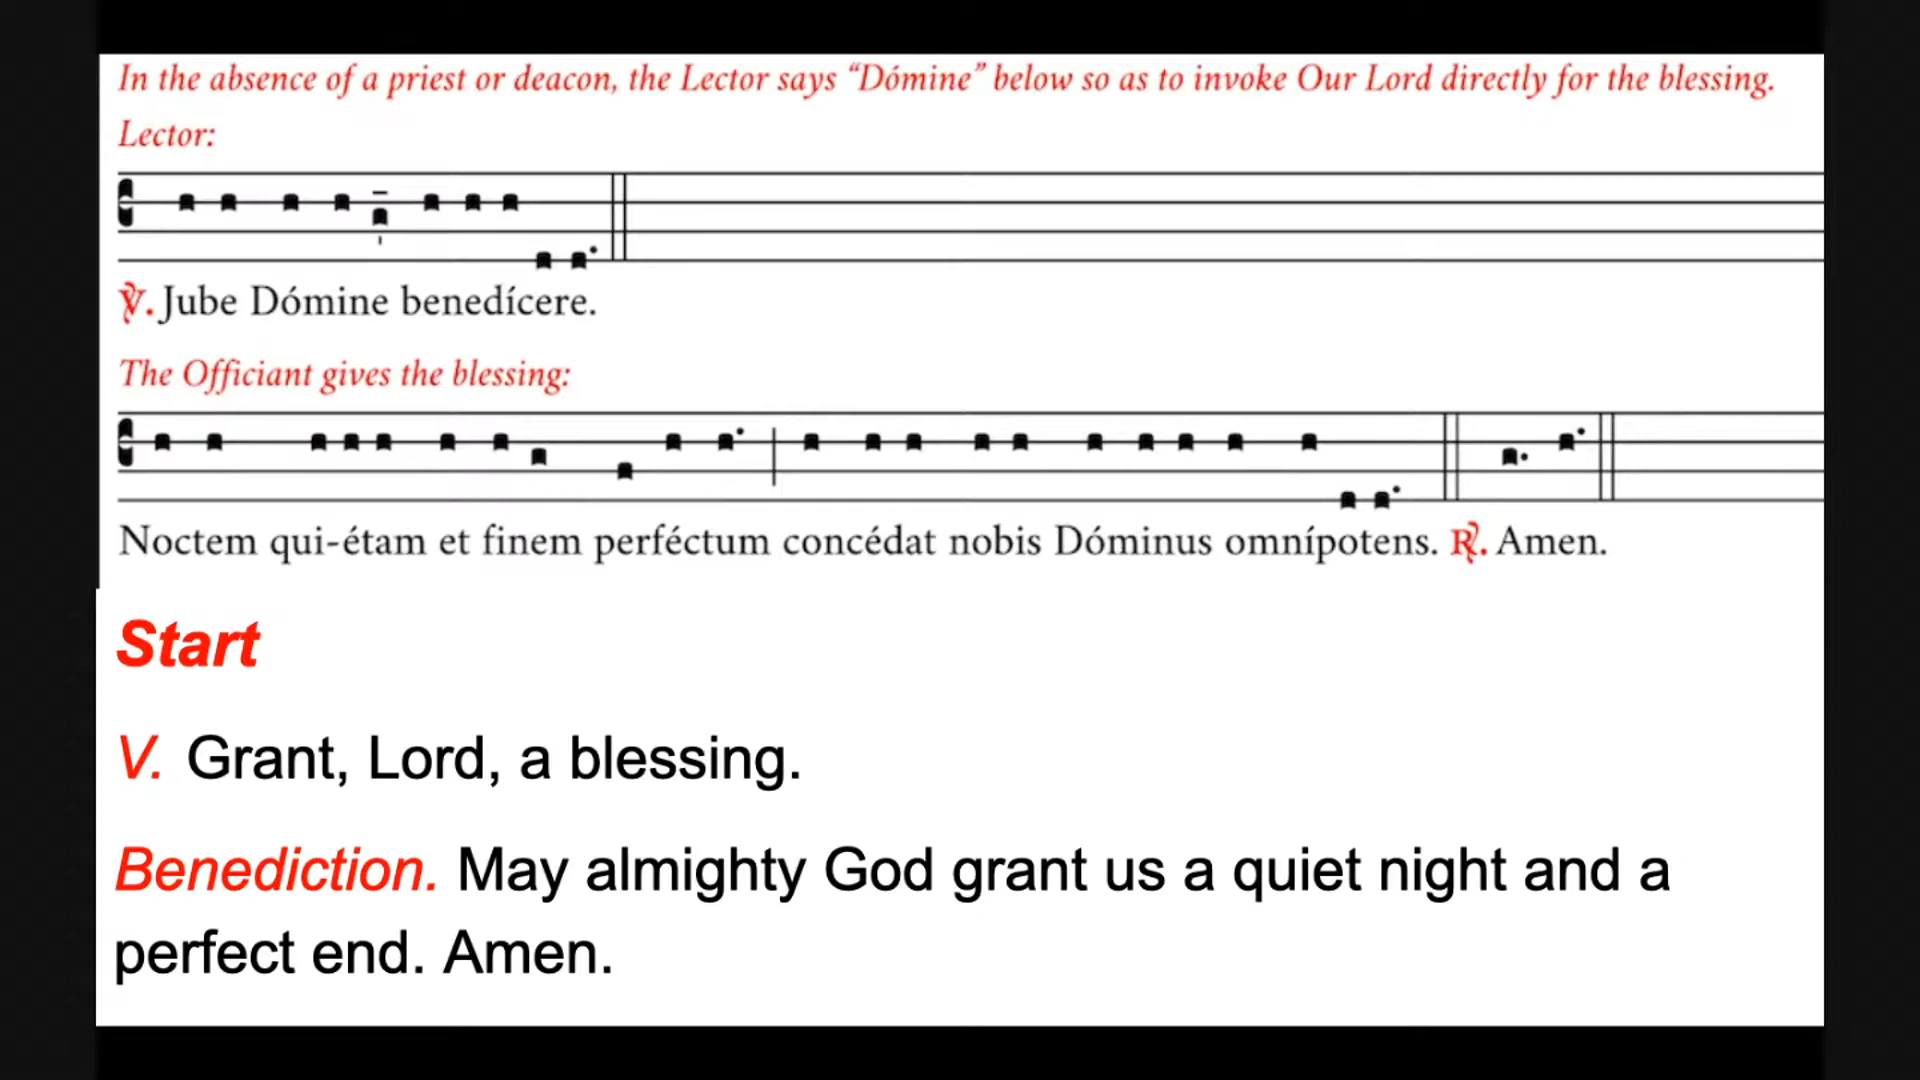 In the absence of a priest or deacon, the Lector says “Dómine” below so as to invoke Our Lord directly for the blessing.
Lector:
℣. Jube Dómine benedícere.
The Officiant gives the blessing:
Noctem qui-étam et finem perféctum concédat nobis Dóminus omnípotens. ℟. Amen.
Start
V. Grant, Lord, a blessing.
Benediction. May almighty God grant us a quiet night and a
perfect end. Amen.